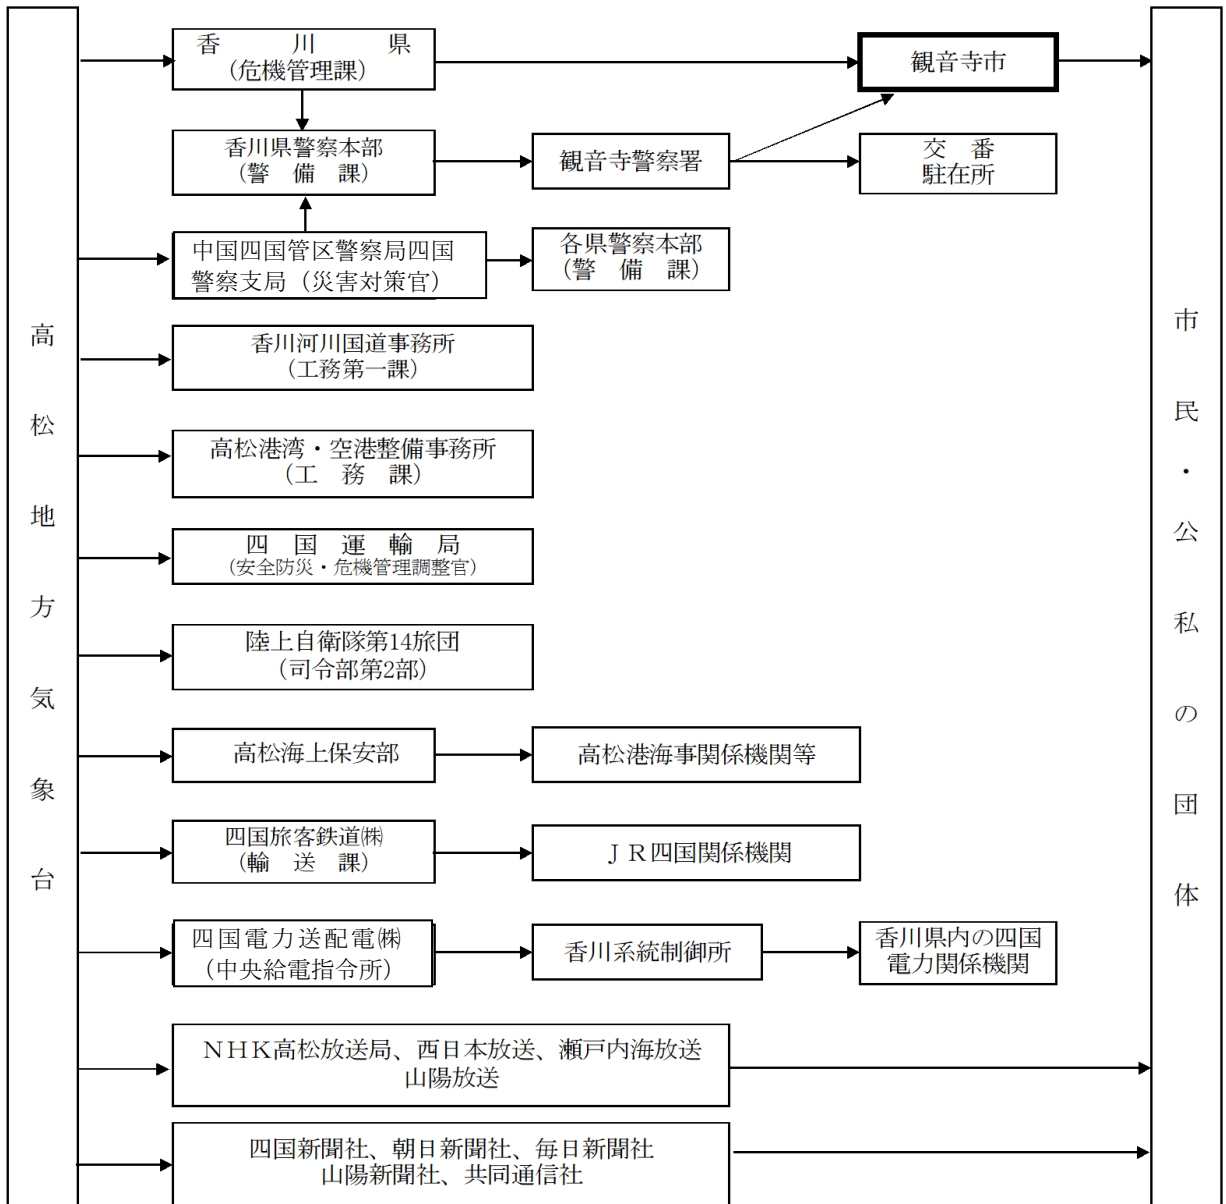 高松地方気象台
香川県
(危機管理課)
観音寺市
香川県警察本部
(警備課)
観音寺警察署
交番
駐在所
中国四国管区警察局四国
警察支局(災害対策官)
各県警察本部
(警備課)
香川河川国道事務所
(工務第一課)
高松港湾・空港整備事務所
(工務課)
四国運輸局
(安全防災・危機管理調整官)
陸上自衛隊第14旅団
(司令部第2部)
高松海上保安部
高松港海事関係機関等
四国旅客鉄道㈱
(輸送課)
JR四国関係機関
四国電力送配電㈱
(中央給電指令所)
香川系統制御所
香川県内の四国
電力関係機関
NHK高松放送局、西日本放送、瀬戸内海放送
山陽放送
四国新聞社、朝日新聞社、毎日新聞社
山陽新聞社、共同通信社
市民・公私の団体